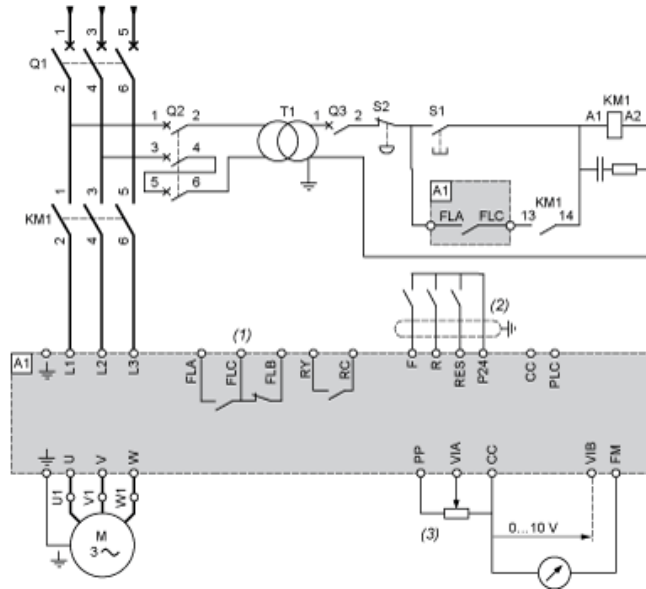 1 3 5
Q1
2 4 6
1 Q2 2
T1
1 Q3 2
S2
S1
KM1
A1 A2
3 4
5 6
1 3 5
KM1
2 4 6
A1
FLA FLC
KM1
13 14
(1)
(2)
A1
L1 L2 L3
FLA FLC FLB RY RC
F R RES P24 CC PLC
U V W
PP VIA CC VIB FM
U1 V1 W1
M
3 ~
(3)
0...10 V